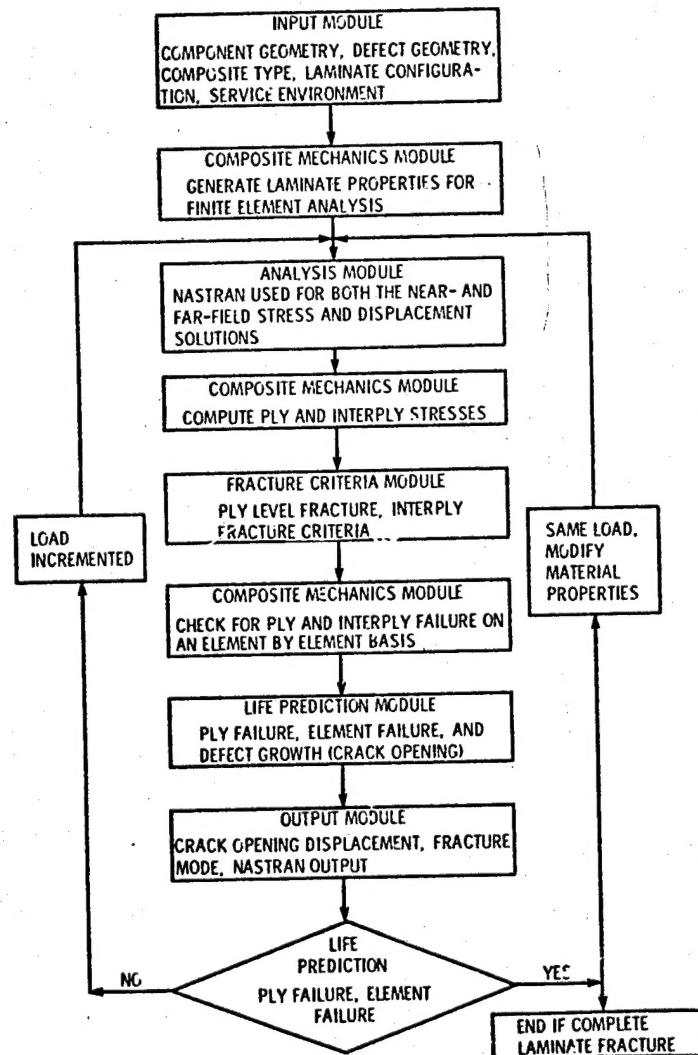 INPUT MODULE
COMPONENT GEOMETRY, DEFECT GEOMETRY,
COMPOSITE TYPE, LAMINATE CONFIGURA-
TION, SERVICE ENVIRONMENT
COMPOSITE MECHANICS MODULE
GENERATE LAMINATE PROPERTIES FOR
FINITE ELEMENT ANALYSIS
ANALYSIS MODULE
NASTRAN USED FOR BOTH THE NEAR- AND
FAR-FIELD STRESS AND DISPLACEMENT
SOLUTIONS
COMPOSITE MECHANICS MODULE
COMPUTE PLY AND INTERPLY STRESSES
FRACTURE CRITERIA MODULE
PLY LEVEL FRACTURE, INTERPLY
FRACTURE CRITERIA
LOAD
INCREMENTED
SAME LOAD,
MODIFY
MATERIAL
PROPERTIES
COMPOSITE MECHANICS MODULE
CHECK FOR PLY AND INTERPLY FAILURE ON
AN ELEMENT BY ELEMENT BASIS
LIFE PREDICTION MODULE
PLY FAILURE, ELEMENT FAILURE, AND
DEFECT GROWTH (CRACK OPENING)
OUTPUT MODULE
CRACK OPENING DISPLACEMENT, FRACTURE
MODE, NASTRAN OUTPUT
LIFE
PREDICTION
PLY FAILURE, ELEMENT
FAILURE
NO
YES
END IF COMPLETE
LAMINATE FRACTURE